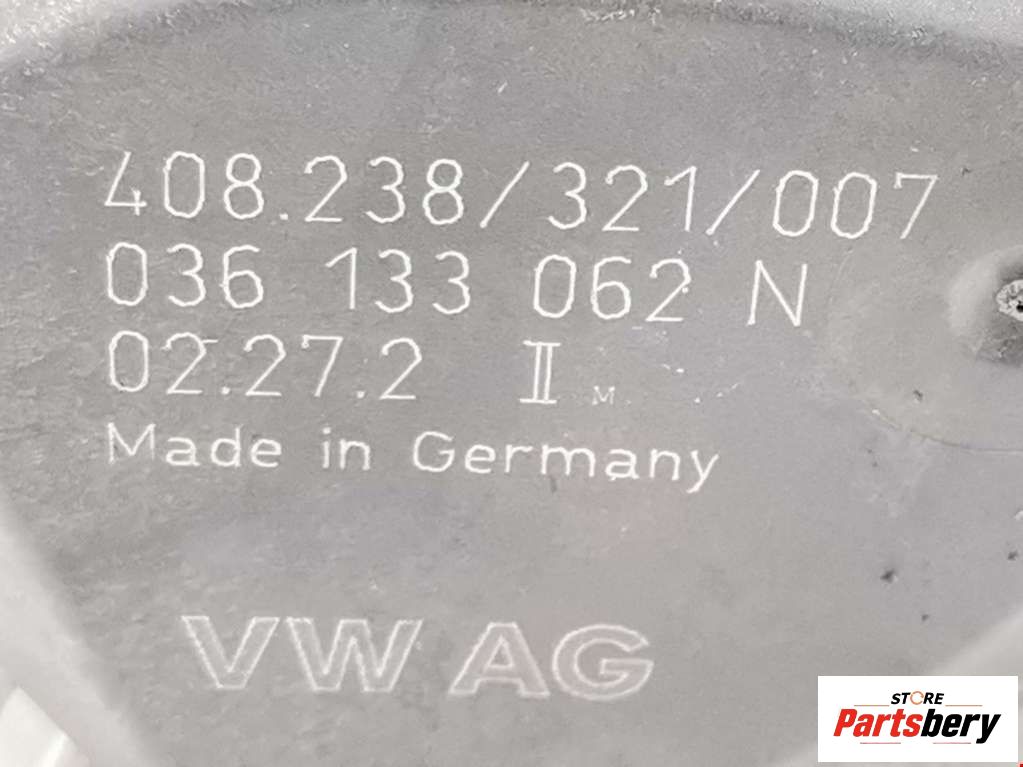 408.238/321/007
036 133 062 N
02.27.2 II M
Made in Germany
VW AG
STORE
Partsbery